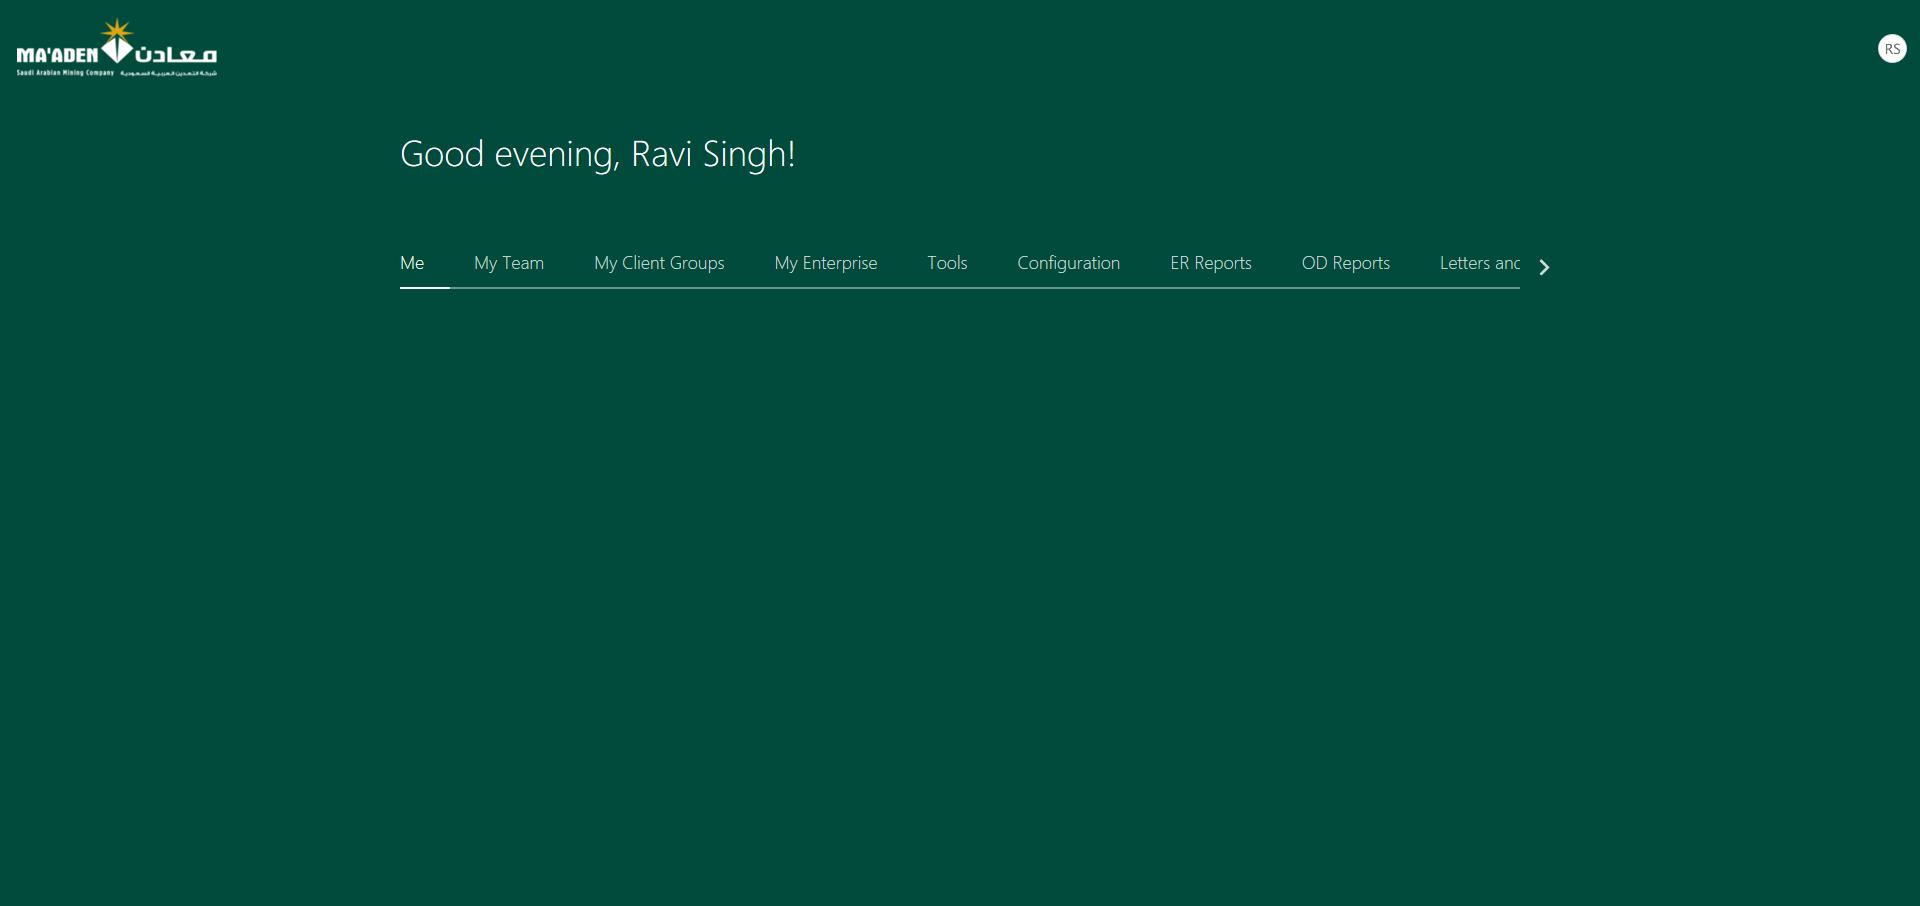 MA'ADEN معادن
Saudi Arabian Mining Company شركة التعدين العربية السعودية
RS
Good evening, Ravi Singh!
Me
My Team
My Client Groups
My Enterprise
Tools
Configuration
ER Reports
OD Reports
Letters and